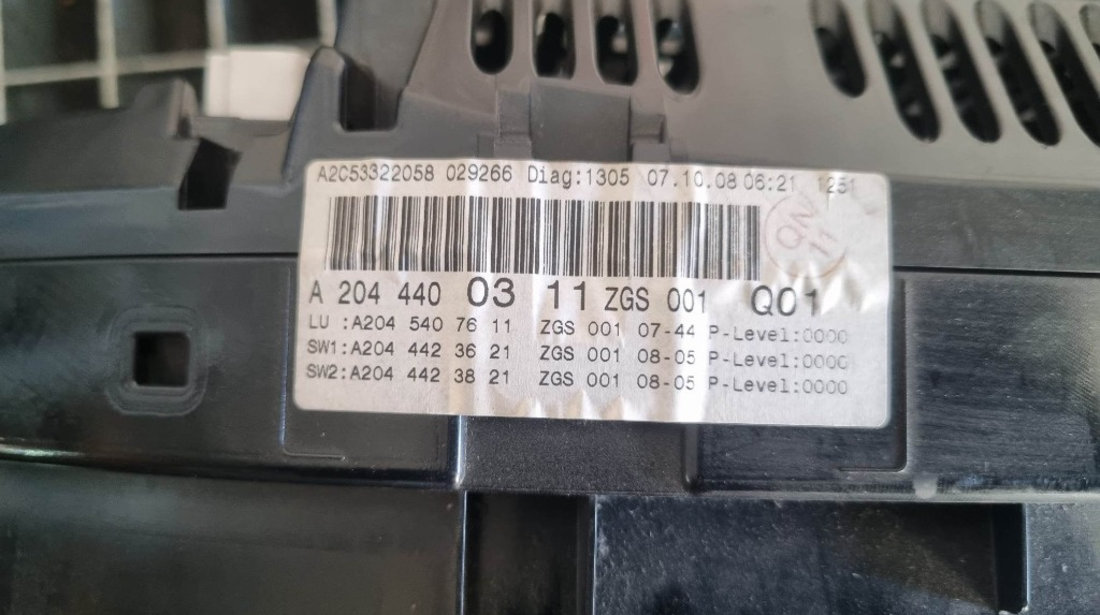 A2C53322058 029266 Diag:1305 07.10.08 06:21 1251
QN
11
A 204 440 03 11 ZGS 001 Q01
LU :A204 540 76 11 ZGS 001 07-44 P-Level:0000
SW1:A204 442 36 21 ZGS 001 08-05 P-Level:0000
SW2:A204 442 38 21 ZGS 001 08-05 P-Level:0000